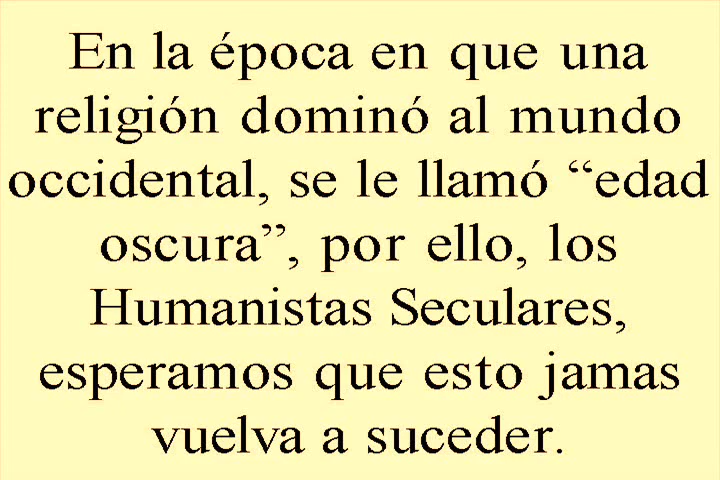 En la época en que una
religión dominó al mundo
occidental, se le llamó “edad
oscura”, por ello, los
Humanistas Seculares,
esperamos que esto jamas
vuelva a suceder.